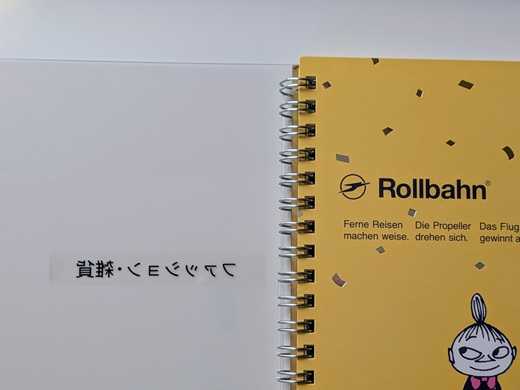 ファッション・雑貨
Rollbahn®
Ferne Reisen
machen weise.
Die Propeller
drehen sich.
Das Flug
gewinnt a